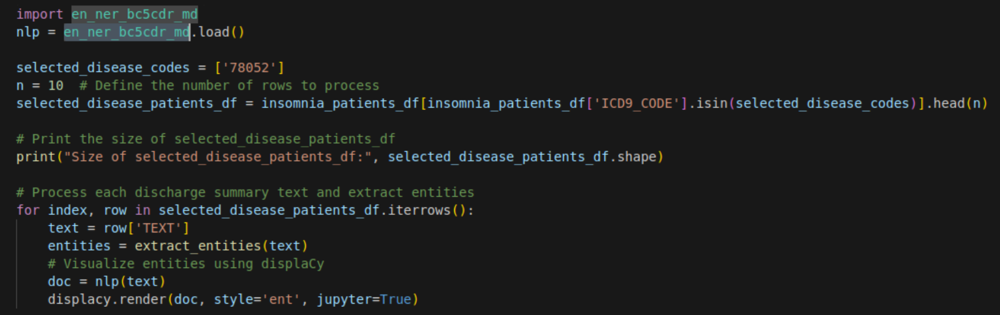 import en_ner_bc5cdr_md
nlp = en_ner_bc5cdr_md.load()
selected_disease_codes = ['78052']
n = 10  # Define the number of rows to process
selected_disease_patients_df = insomnia_patients_df[insomnia_patients_df['ICD9_CODE'].isin(selected_disease_codes)].head(n)
# Print the size of selected_disease_patients_df
print("Size of selected_disease_patients_df:", selected_disease_patients_df.shape)
# Process each discharge summary text and extract entities
for index, row in selected_disease_patients_df.iterrows():
    text = row['TEXT']
    entities = extract_entities(text)
    # Visualize entities using displaCy
    doc = nlp(text)
    displacy.render(doc, style='ent', jupyter=True)